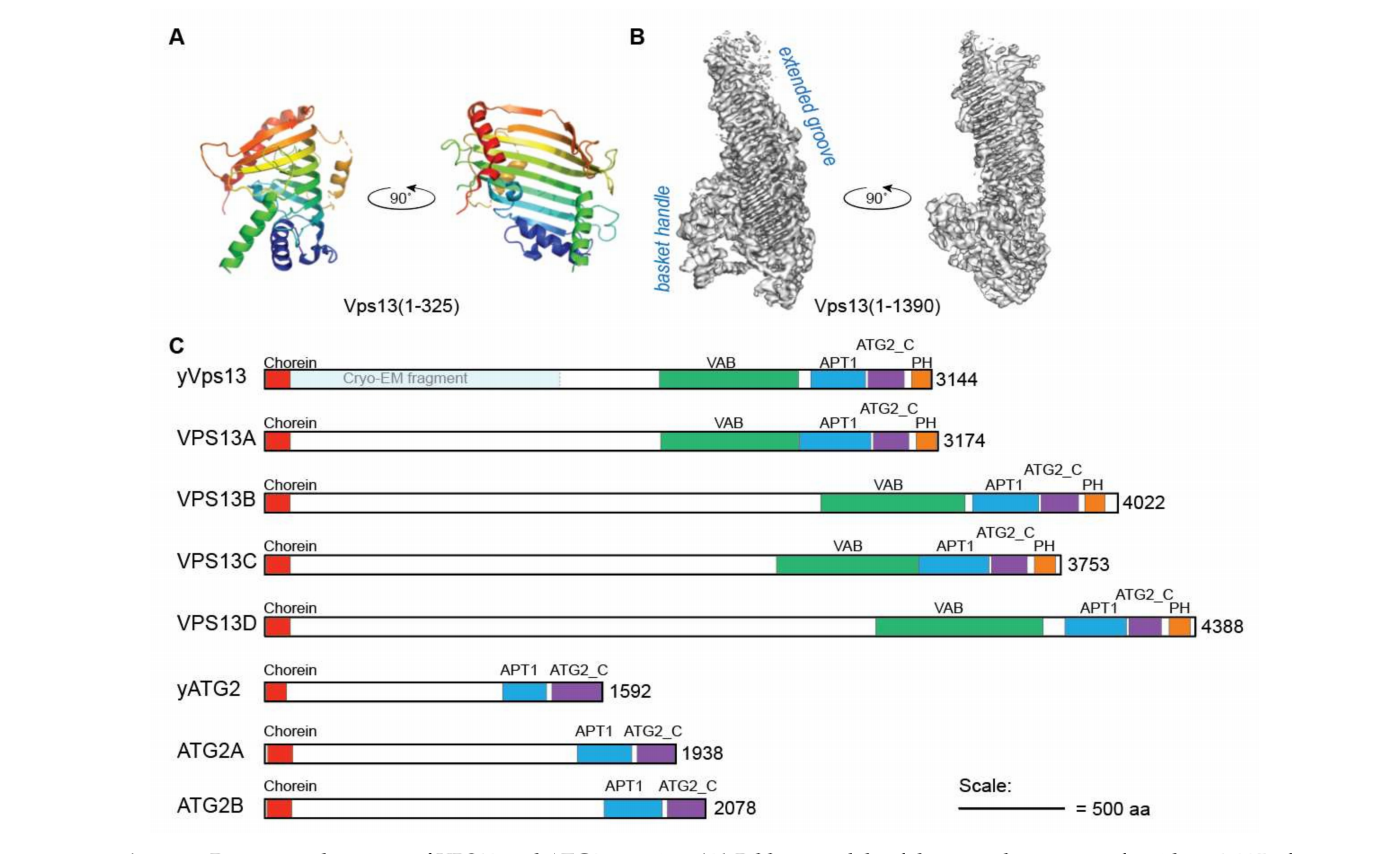 A
B
extended groove
basket handle
90°
90°
Vps13(1-325)
Vps13(1-1390)
C
ATG2_C
Chorein VAB APT1 PH
yVps13 Cryo-EM fragment 3144
ATG2_C
Chorein VAB APT1 PH
VPS13A 3174
ATG2_C
Chorein VAB APT1 PH
VPS13B 4022
ATG2_C
Chorein VAB APT1 PH
VPS13C 3753
ATG2_C
Chorein VAB APT1 PH
VPS13D 4388
Chorein APT1 ATG2_C
yATG2 1592
Chorein APT1 ATG2_C
ATG2A 1938
Chorein APT1 ATG2_C
ATG2B 2078
Scale:
= 500 aa